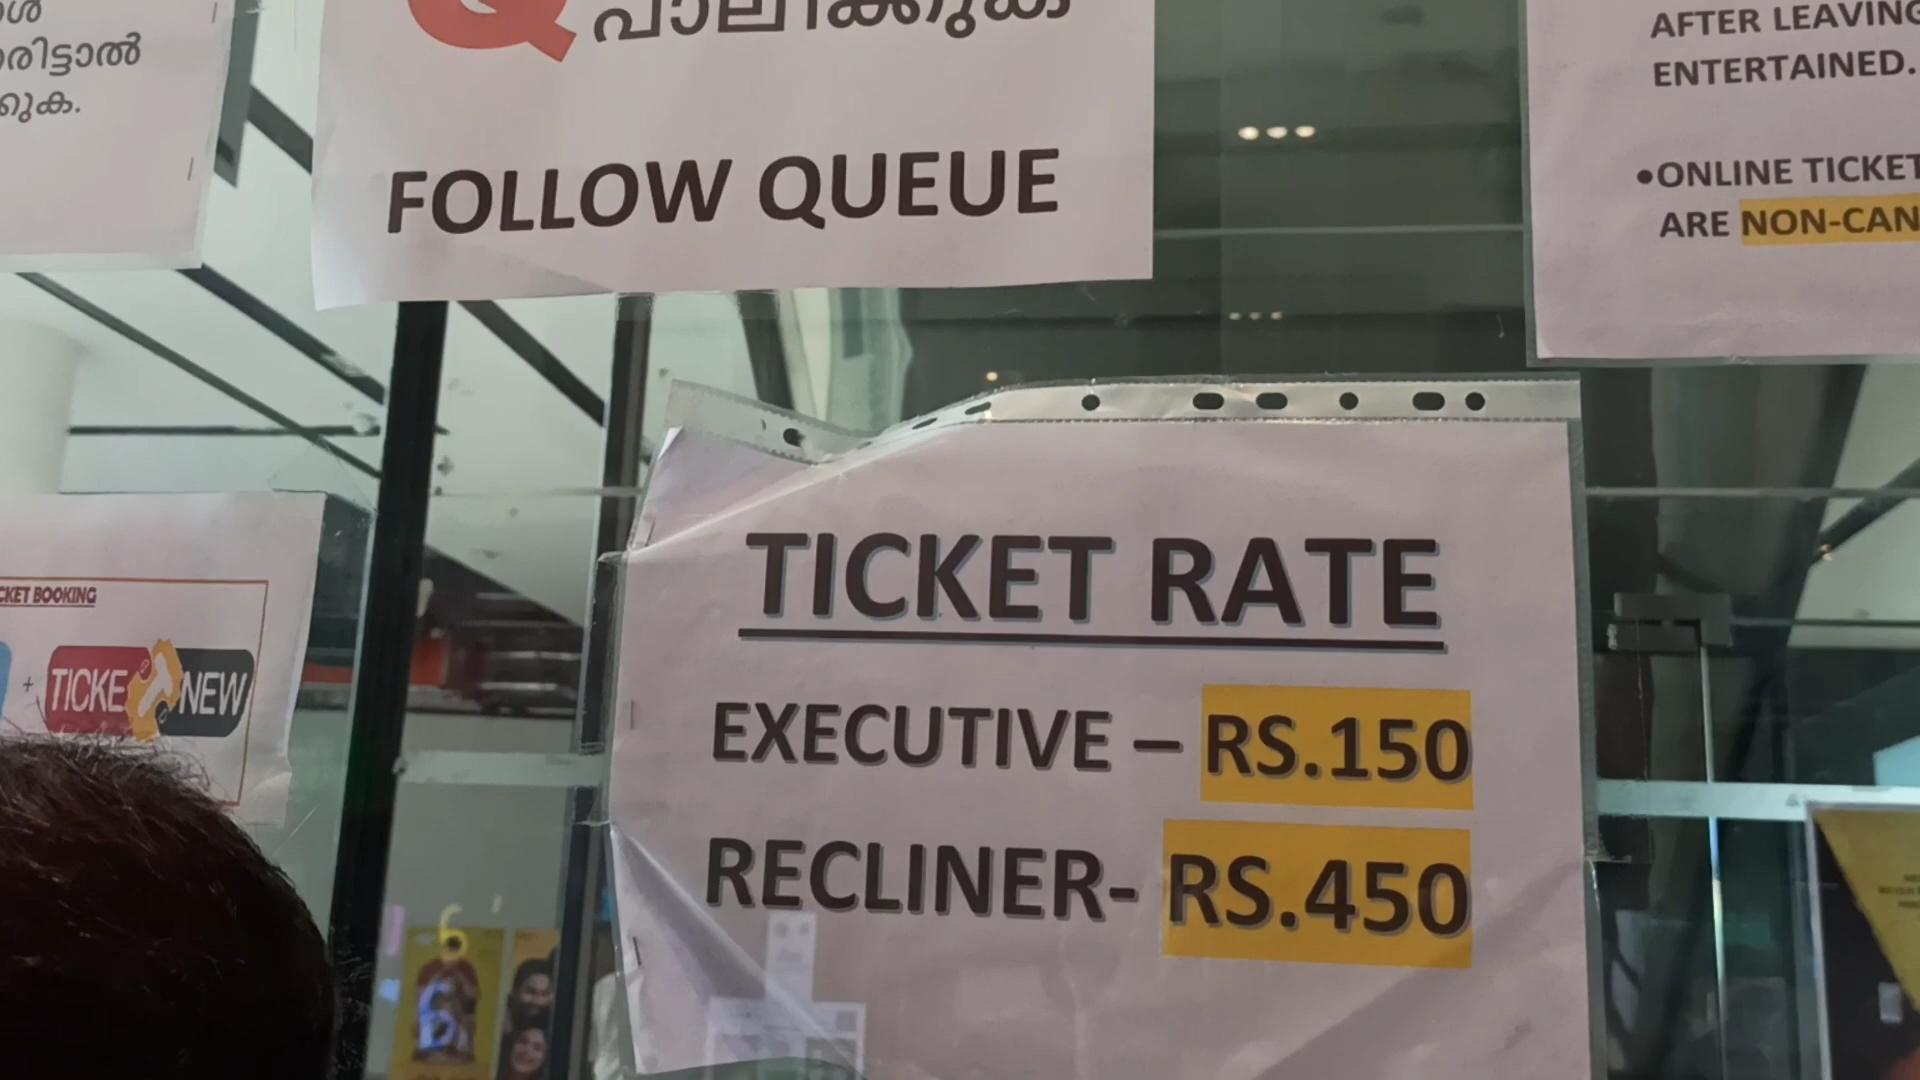 രിട്ടാൽ
Q പാലിക്കുക
FOLLOW QUEUE
AFTER LEAVING
ENTERTAINED.
•ONLINE TICKET
ARE NON-CAN
CKET BOOKING
+ TICKET NEW
TICKET RATE
EXECUTIVE – RS.150
RECLINER- RS.450